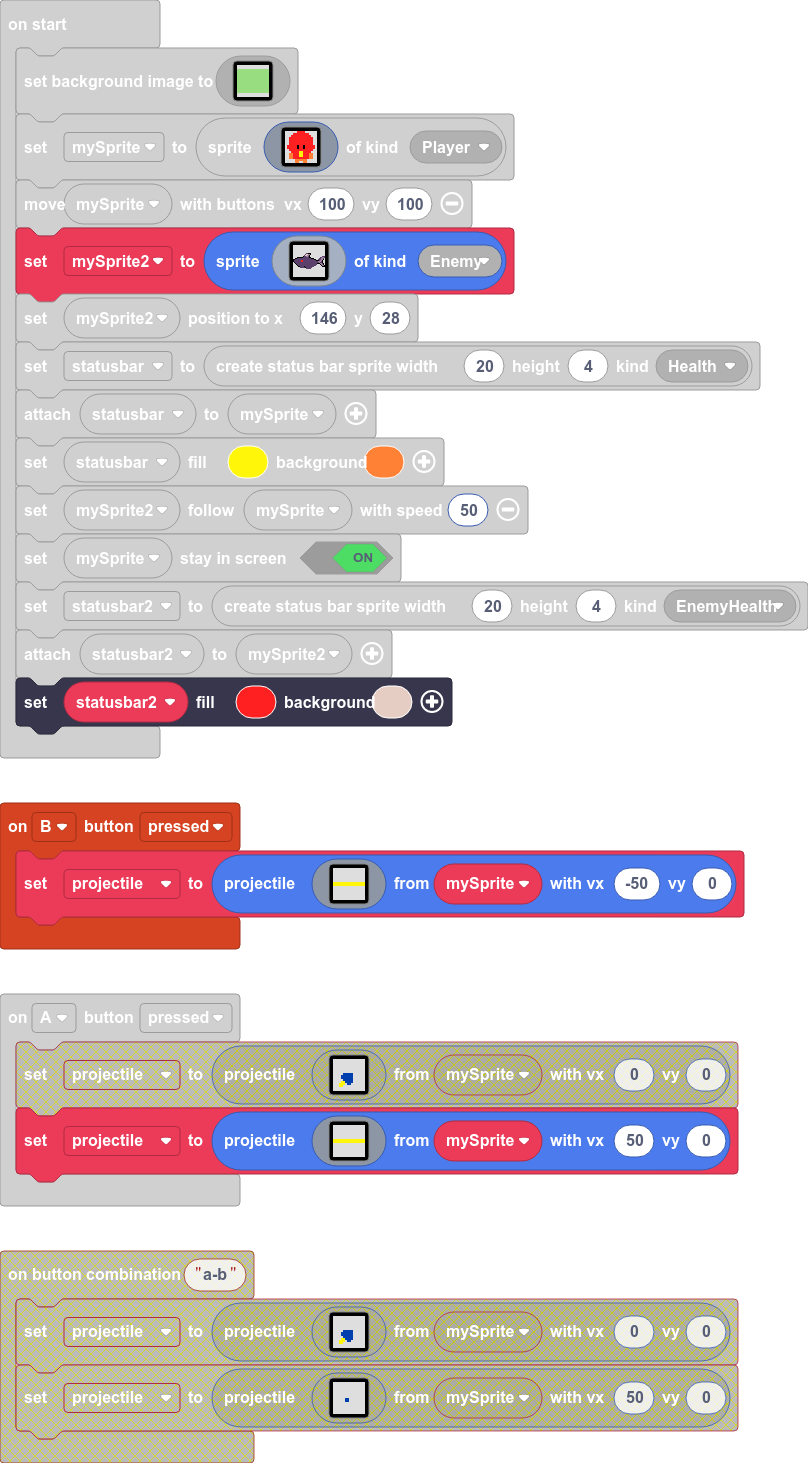 on start
set background image to
set mySprite to sprite of kind Player
move mySprite with buttons vx 100 vy 100
set mySprite2 to sprite of kind Enemy
set mySprite2 position to x 146 y 28
set statusbar to create status bar sprite width 20 height 4 kind Health
attach statusbar to mySprite
set statusbar fill background
set mySprite2 follow mySprite with speed 50
set mySprite stay in screen ON
set statusbar2 to create status bar sprite width 20 height 4 kind EnemyHealth
attach statusbar2 to mySprite2
set statusbar2 fill background
on B button pressed
set projectile to projectile from mySprite with vx -50 vy 0
on A button pressed
set projectile to projectile from mySprite with vx 0 vy 0
set projectile to projectile from mySprite with vx 50 vy 0
on button combination "a-b"
set projectile to projectile from mySprite with vx 0 vy 0
set projectile to projectile from mySprite with vx 50 vy 0